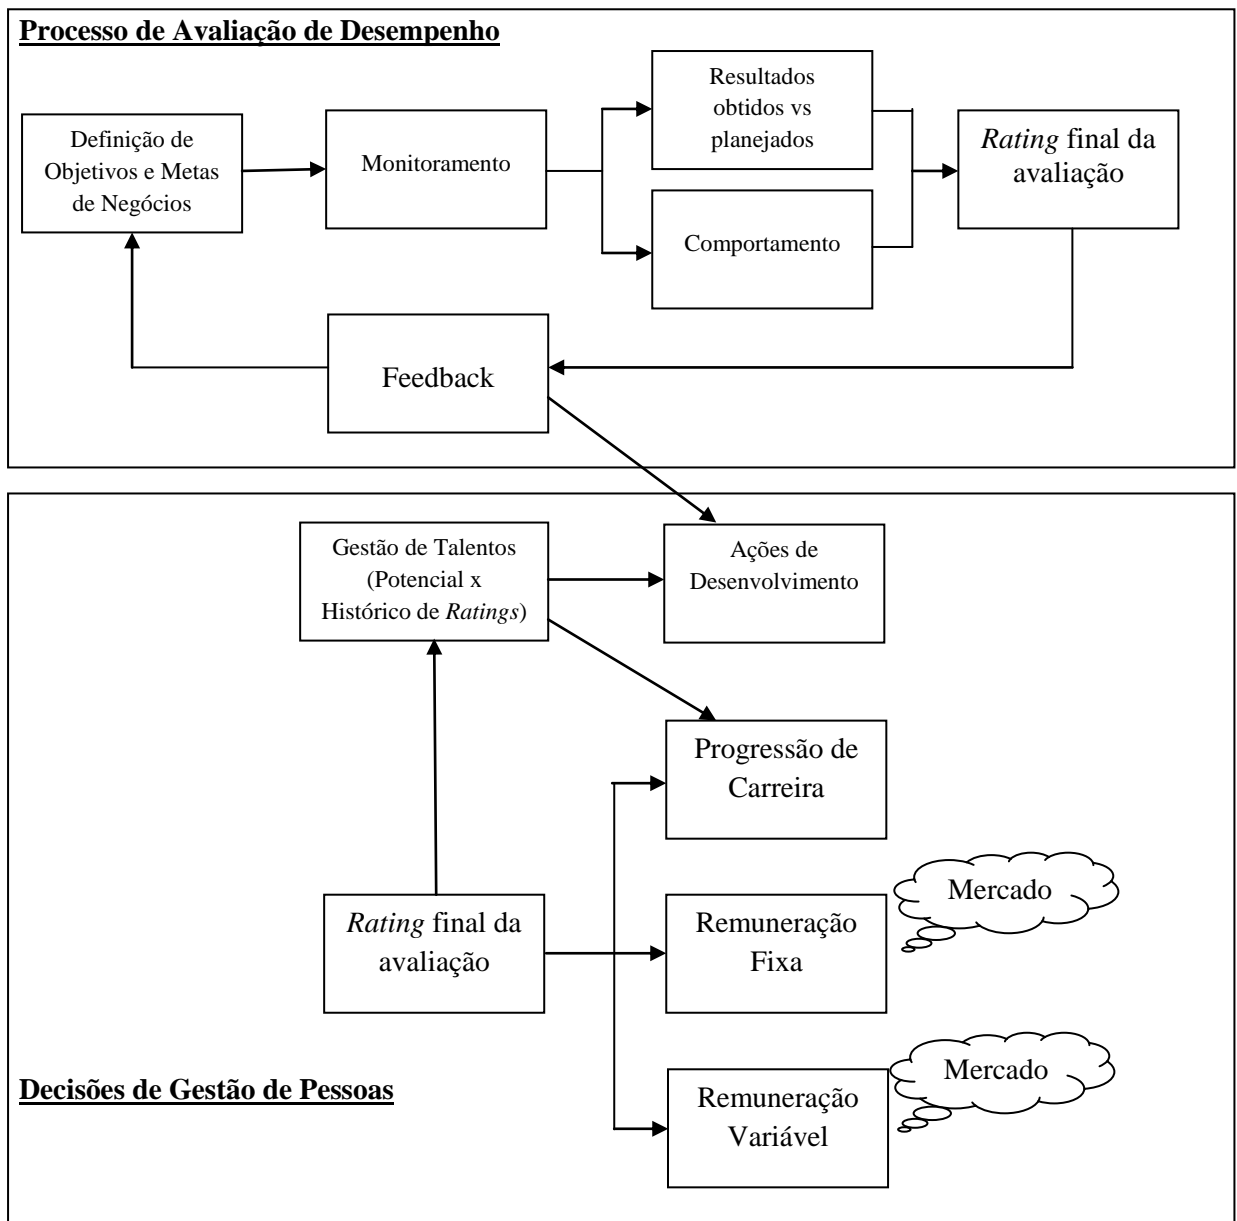 Processo de Avaliação de Desempenho
Definição de
Objetivos e Metas
de Negócios
Monitoramento
Resultados
obtidos vs
planejados
Comportamento
Rating final da
avaliação
Feedback
Gestão de Talentos
(Potencial x
Histórico de Ratings)
Ações de
Desenvolvimento
Progressão de
Carreira
Rating final da
avaliação
Remuneração
Fixa
Mercado
Remuneração
Variável
Mercado
Decisões de Gestão de Pessoas